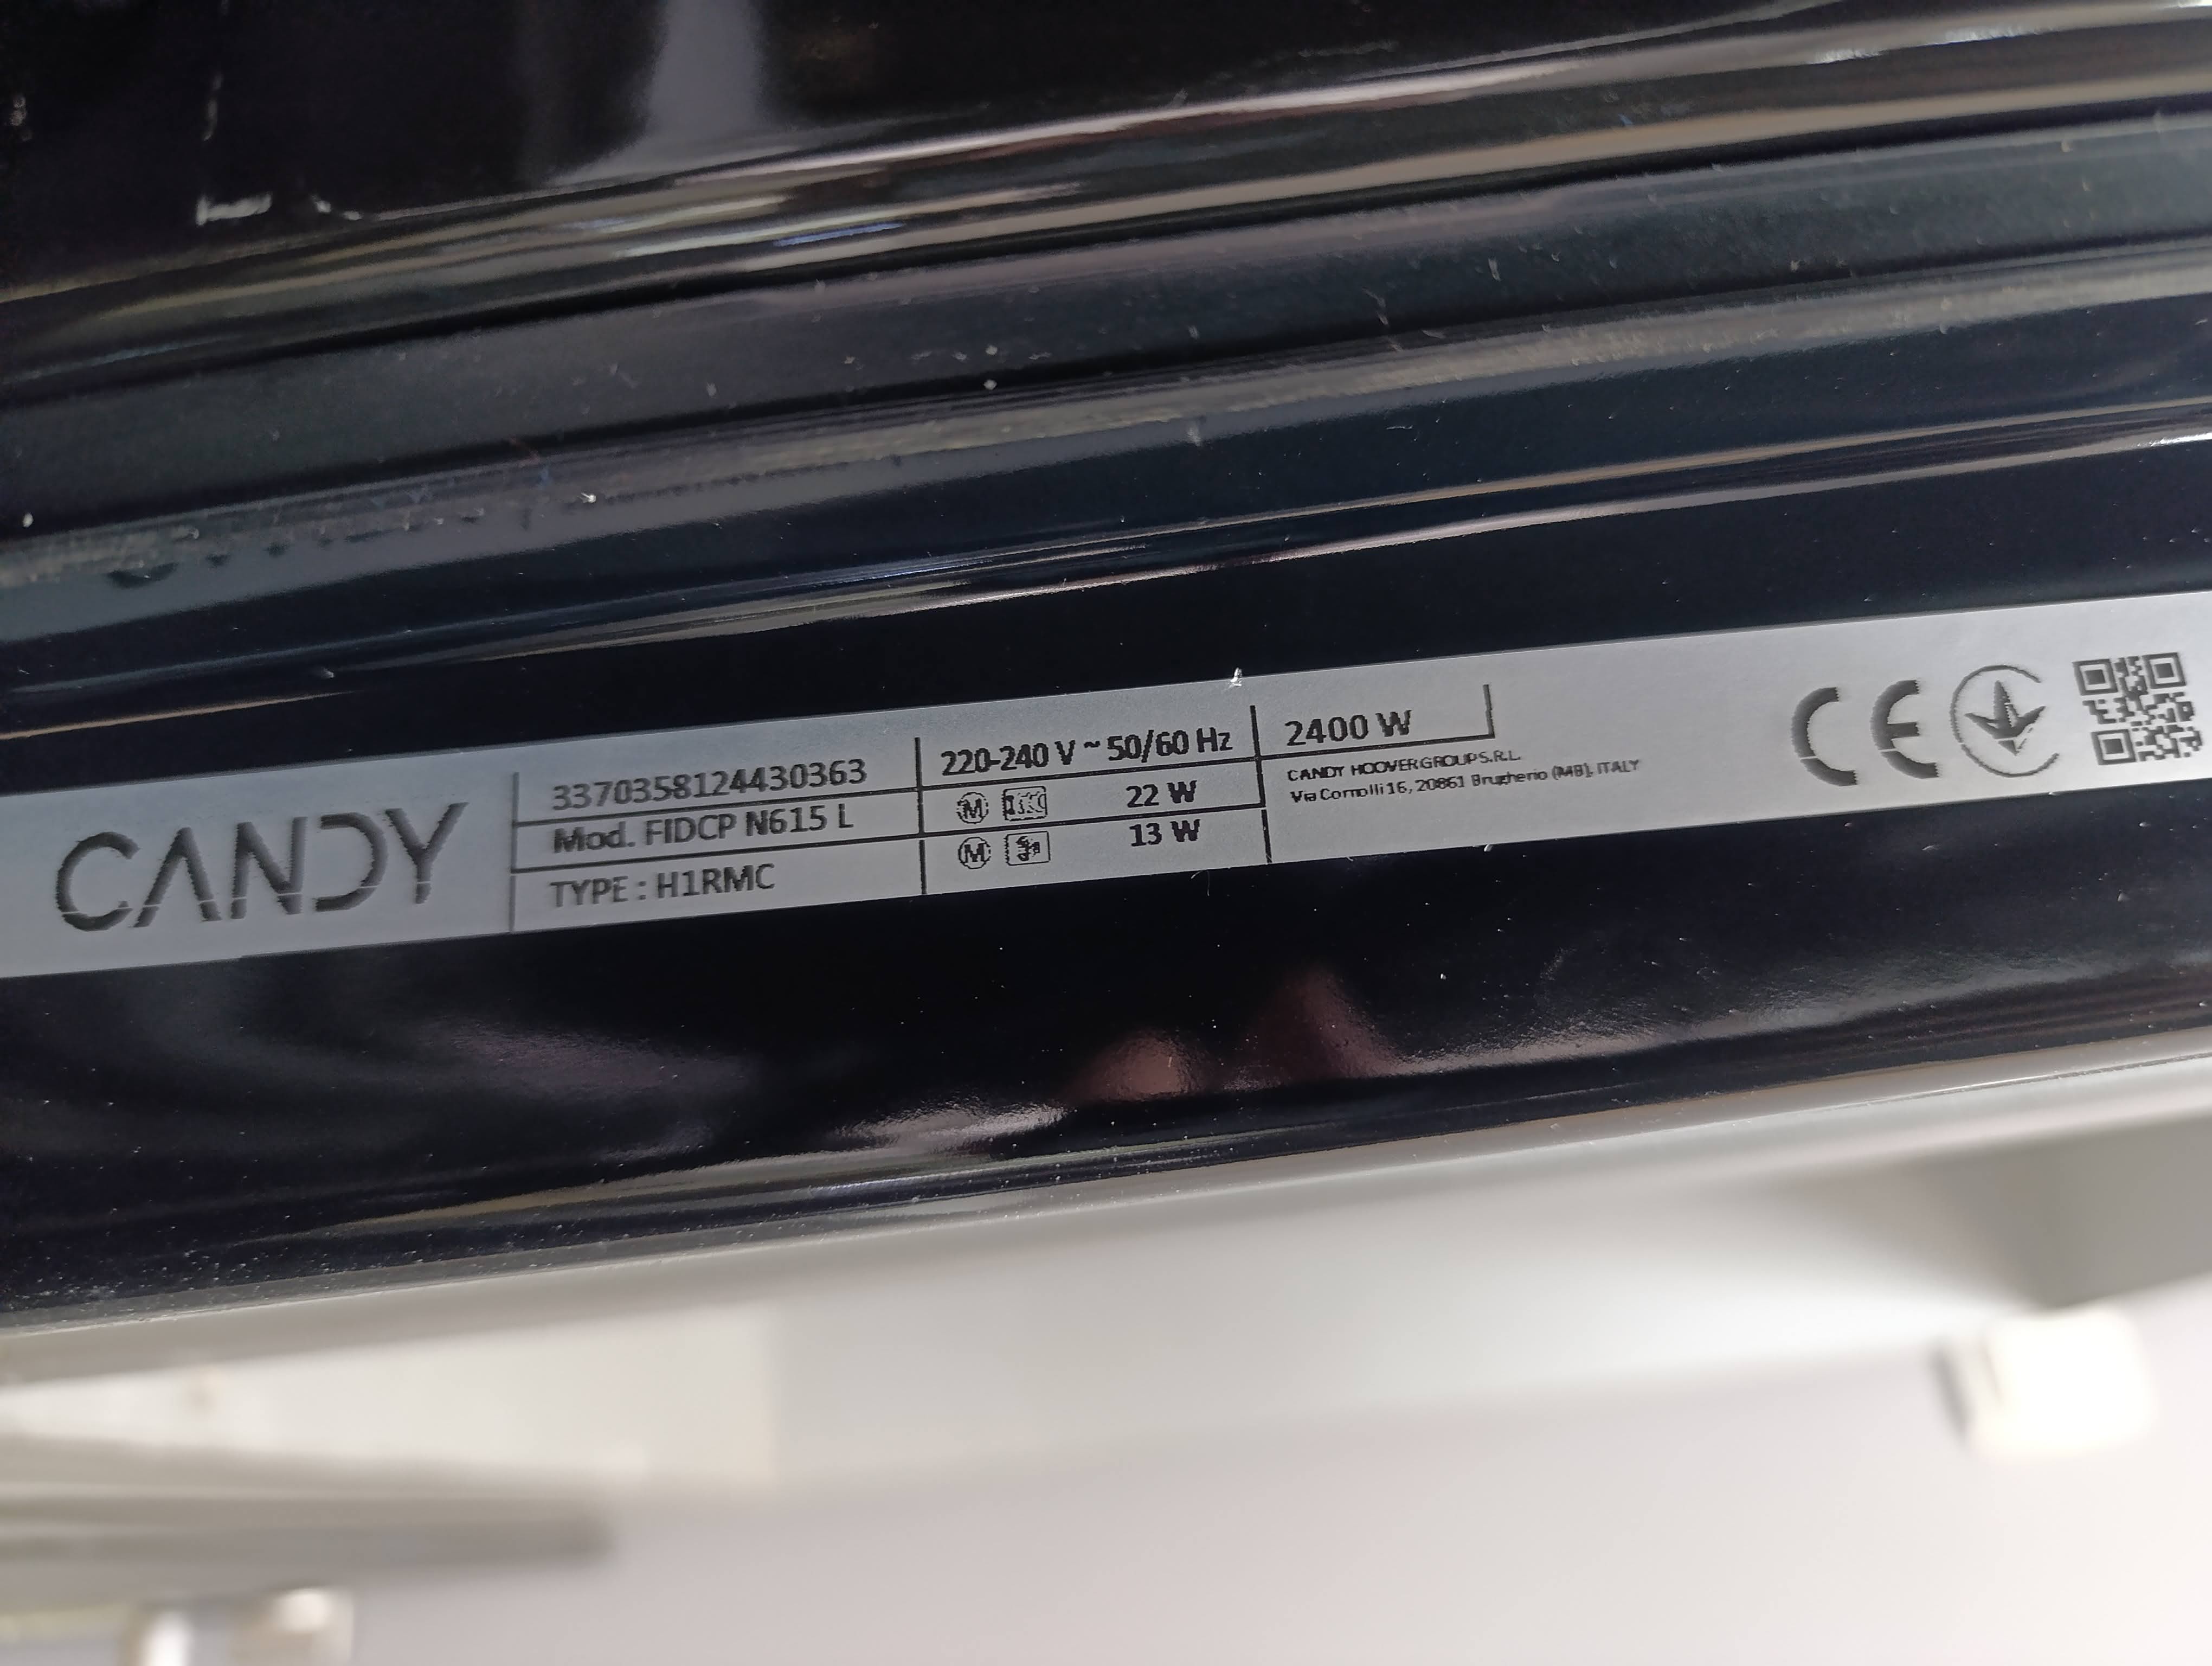 CANDY
3370358124430363
Mod. FIDCP N615 L
TYPE : H1RMC
220-240 V ~ 50/60 Hz
M 22 W
M 13 W
2400 W
CANDY HOOVER GROUP S.R.L.
Via Comolli 16, 20861 Brugherio (MB), ITALY
CE